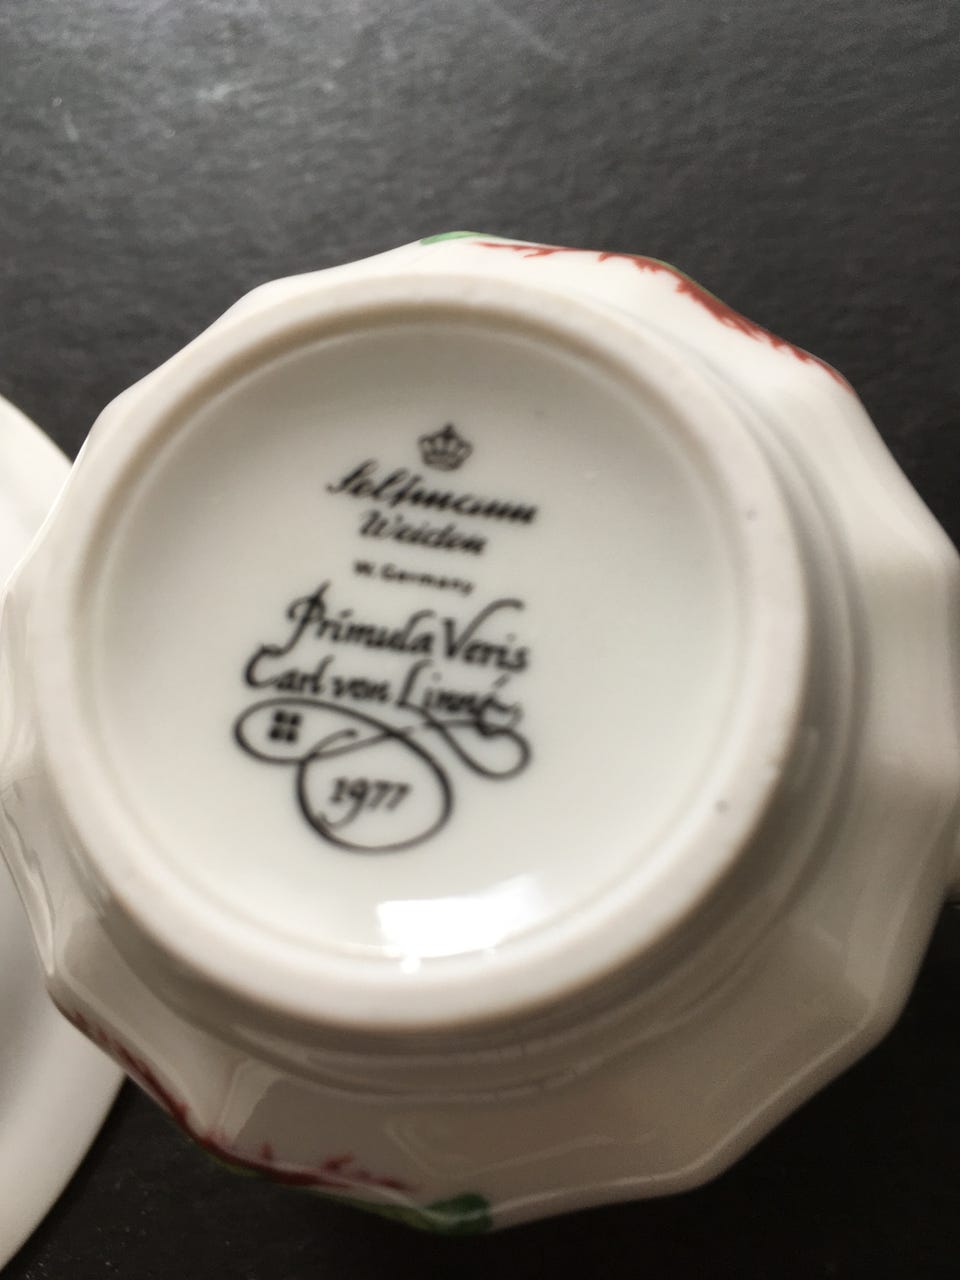 Seltmann
Weiden
W. Germany
Primula Veris
Carl von Linné
1977